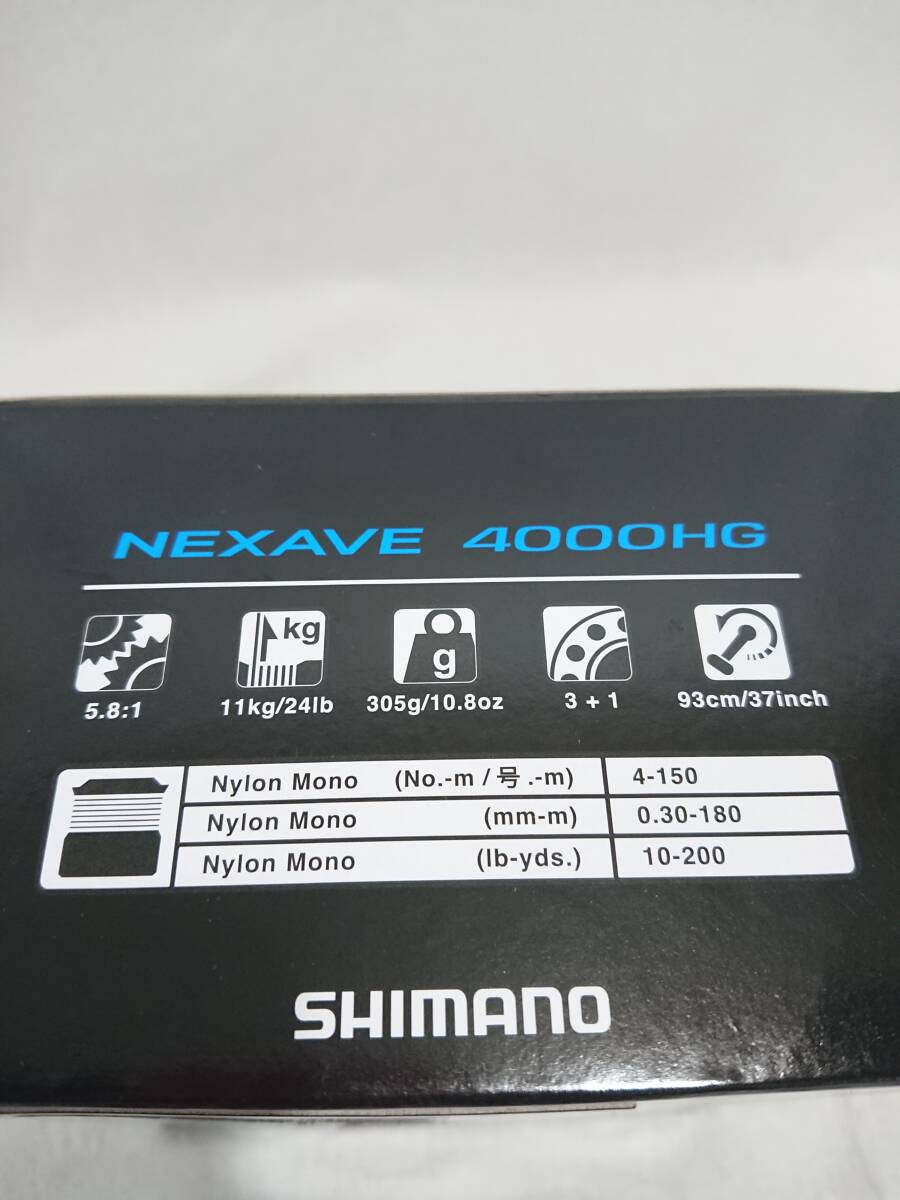 NEXAVE 4000HG
kg g
5.8:1 11kg/24lb 305g/10.8oz 3 + 1 93cm/37inch
Nylon Mono (No.-m / 号.-m) 4-150
Nylon Mono (mm-m) 0.30-180
Nylon Mono (lb-yds.) 10-200
SHIMANO